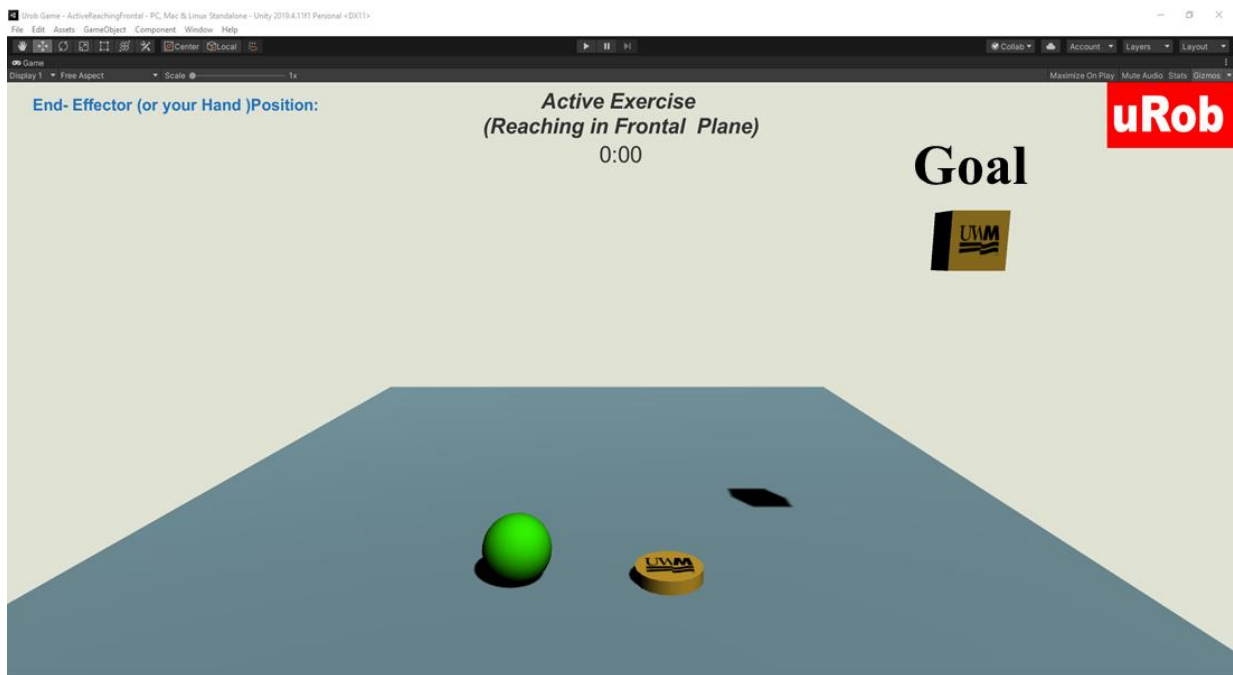 Urob Game - ActiveReachingFrontal - PC, Mac & Linux Standalone - Unity 2019.4.11f1 Personal <DX11>
File Edit Assets GameObject Component Window Help
Center Local
Collab Account Layers Layout
Game
Display 1 Free Aspect Scale 1x
Maximize On Play Mute Audio Stats Gizmos
End- Effector (or your Hand )Position:
Active Exercise
(Reaching in Frontal Plane)
0:00
uRob
Goal
UWM
UWM